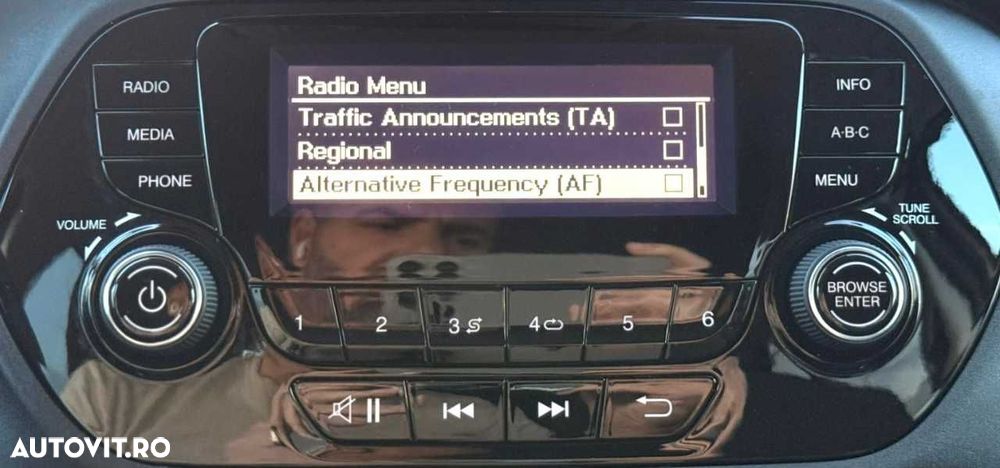 Radio Menu
Traffic Announcements (TA)
Regional
Alternative Frequency (AF)
RADIO
MEDIA
PHONE
INFO
A·B·C
MENU
VOLUME
TUNE
SCROLL
BROWSE
ENTER
1 2 3 4 5 6
AUTOVIT.RO